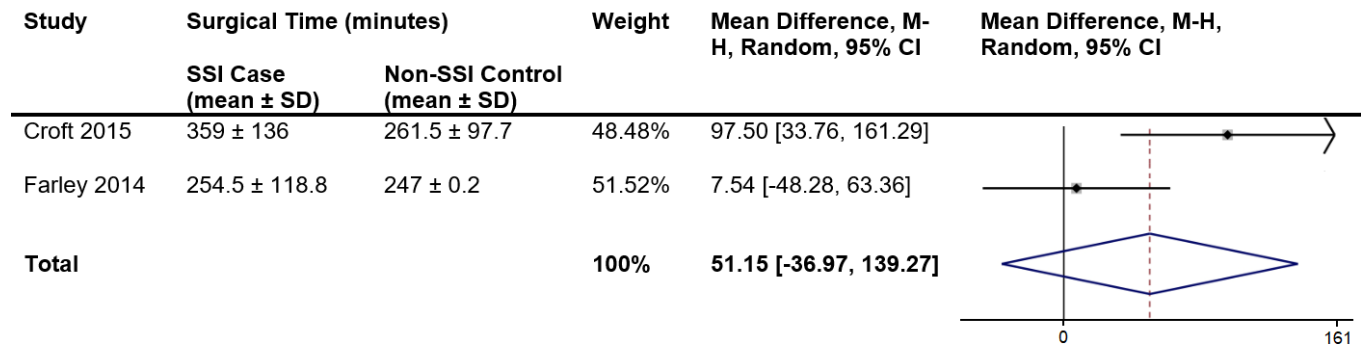 Study Surgical Time (minutes) Weight Mean Difference, M- Mean Difference, M-H,
H, Random, 95% CI Random, 95% CI
SSI Case Non-SSI Control
(mean ± SD) (mean ± SD)
Croft 2015 359 ± 136 261.5 ± 97.7 48.48% 97.50 [33.76, 161.29]
Farley 2014 254.5 ± 118.8 247 ± 0.2 51.52% 7.54 [-48.28, 63.36]
Total 100% 51.15 [-36.97, 139.27]
0 161